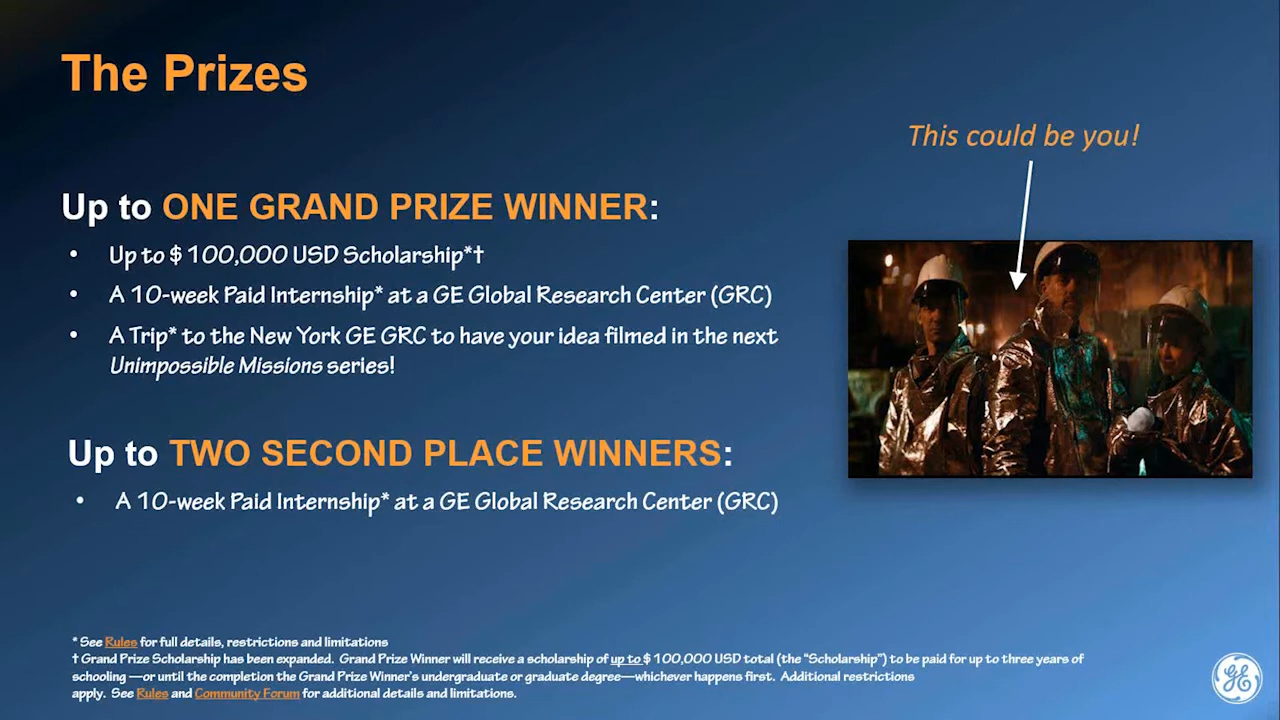 The Prizes
This could be you!
Up to ONE GRAND PRIZE WINNER:
• Up to $100,000 USD Scholarship*†
• A 10-week Paid Internship* at a GE Global Research Center (GRC)
• A Trip* to the New York GE GRC to have your idea filmed in the next
Unimpossible Missions series!
Up to TWO SECOND PLACE WINNERS:
• A 10-week Paid Internship* at a GE Global Research Center (GRC)
* See Rules for full details, restrictions and limitations
† Grand Prize Scholarship has been expanded. Grand Prize Winner will receive a scholarship of up to $100,000 USD total (the “Scholarship”) to be paid for up to three years of
schooling —or until the completion the Grand Prize Winner’s undergraduate or graduate degree—whichever happens first. Additional restrictions
apply. See Rules and Community Forum for additional details and limitations.
GE